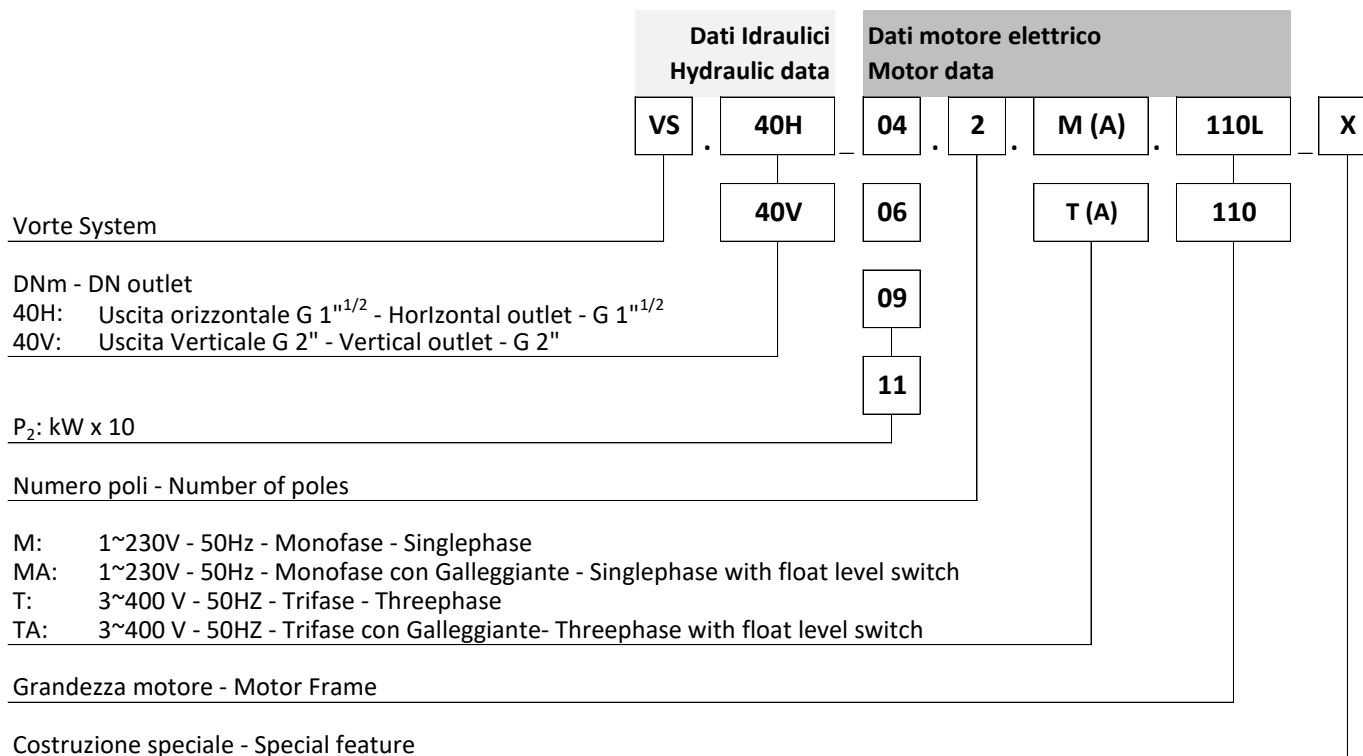 Dati Idraulici Dati motore elettrico
Hydraulic data Motor data
VS . 40H _ 04 . 2 . M (A) . 110L _ X
40V 06 T (A) 110
Vorte System
DNm - DN outlet
09
40H: Uscita orizzontale G 1"1/2 - HorIzontal outlet - G 1"1/2
40V: Uscita Verticale G 2" - Vertical outlet - G 2"
11
P2: kW x 10
Numero poli - Number of poles
M: 1~230V - 50Hz - Monofase - Singlephase
MA: 1~230V - 50Hz - Monofase con Galleggiante - Singlephase with float level switch
T: 3~400 V - 50HZ - Trifase - Threephase
TA: 3~400 V - 50HZ - Trifase con Galleggiante- Threephase with float level switch
Grandezza motore - Motor Frame
Costruzione speciale - Special feature